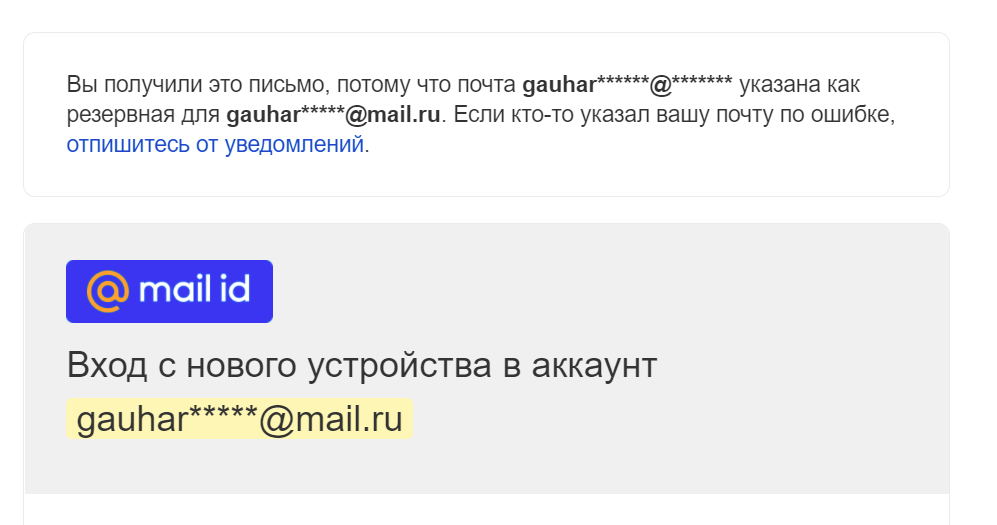 Вы получили это письмо, потому что почта gauhar******@******* указана как
резервная для gauhar*****@mail.ru. Если кто-то указал вашу почту по ошибке,
отпишитесь от уведомлений.
@ mail id
Вход с нового устройства в аккаунт
gauhar*****@mail.ru